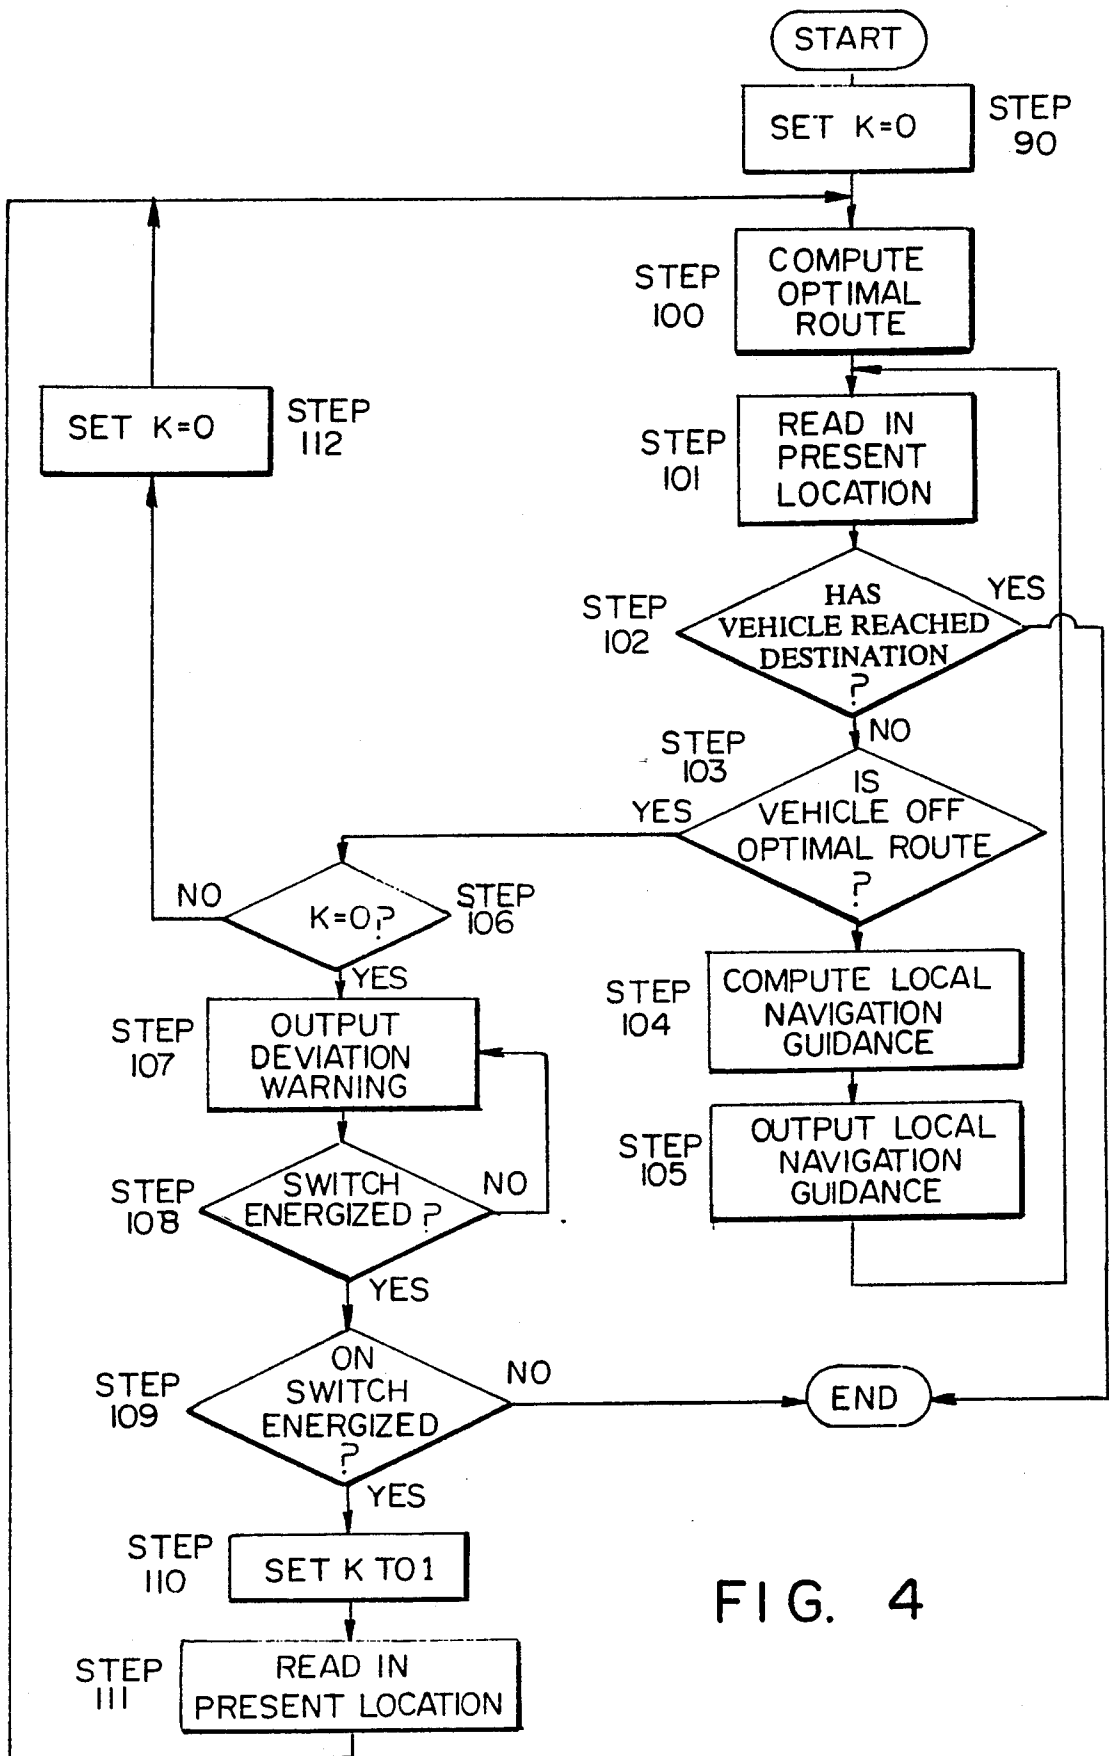 START
SET K=0
STEP
90
COMPUTE
OPTIMAL
ROUTE
STEP
100
SET K=0
STEP
112
READ IN
PRESENT
LOCATION
STEP
101
HAS
VEHICLE REACHED
DESTINATION
?
YES
STEP
102
NO
STEP
103
IS
VEHICLE OFF
OPTIMAL ROUTE
?
YES
NO
K=0?
STEP
106
YES
COMPUTE LOCAL
NAVIGATION
GUIDANCE
STEP
104
STEP
107
OUTPUT
DEVIATION
WARNING
OUTPUT LOCAL
NAVIGATION
GUIDANCE
STEP
105
STEP
108
SWITCH
ENERGIZED ?
NO
YES
STEP
109
ON
SWITCH
ENERGIZED
?
NO
END
YES
STEP
110
SET K TO 1
STEP
111
READ IN
PRESENT LOCATION
FIG. 4